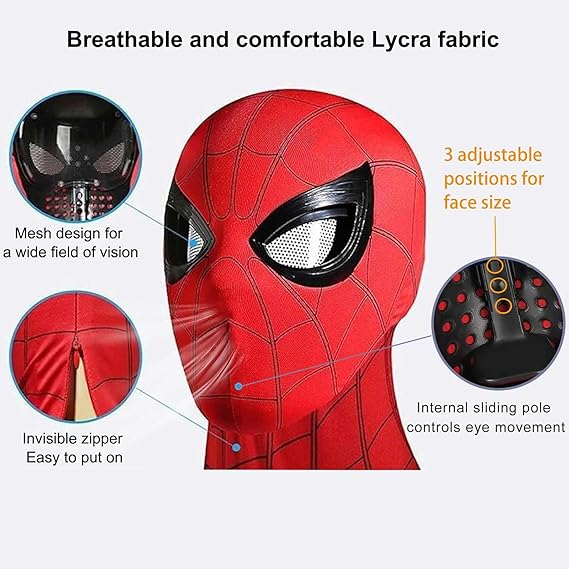 Breathable and comfortable Lycra fabric
3 adjustable
positions for
face size
Mesh design for
a wide field of vision
Internal sliding pole
controls eye movement
Invisible zipper
Easy to put on